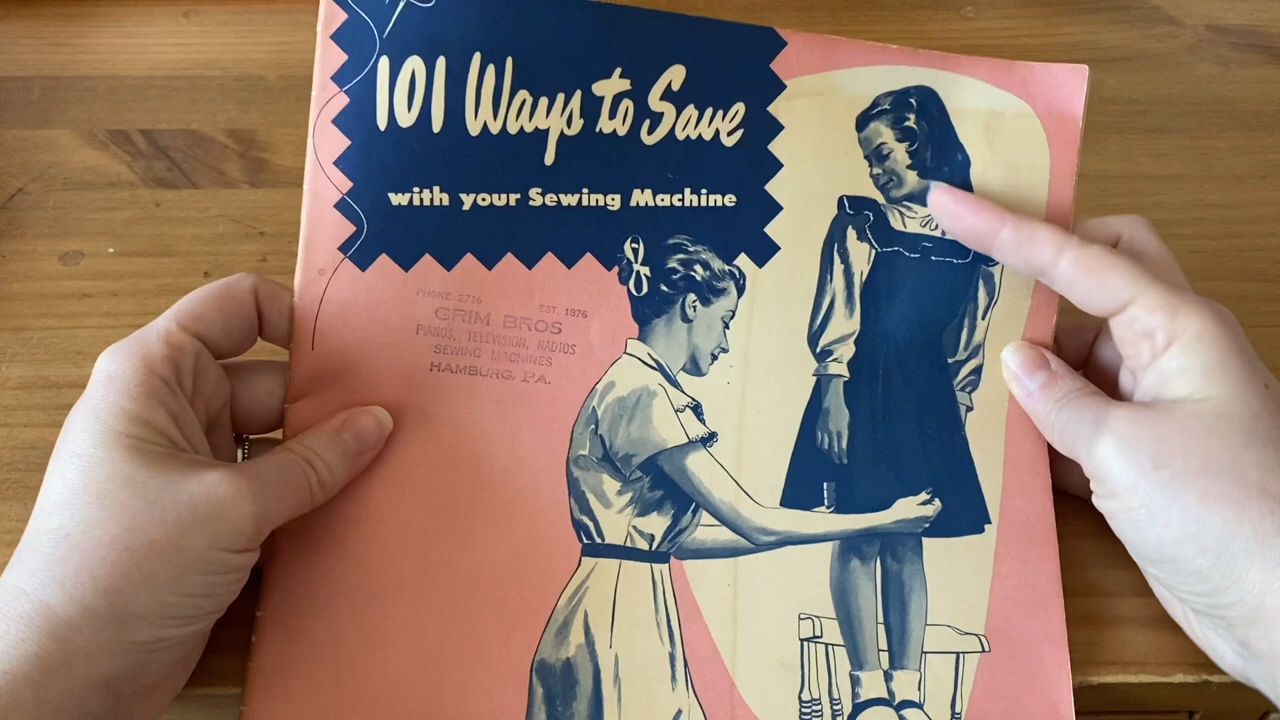 101 Ways to Save
with your Sewing Machine
PHONE: 2716
EST. 1876
GRIM BROS
PIANOS, TELEVISION, RADIOS
SEWING MACHINES
HAMBURG, PA.